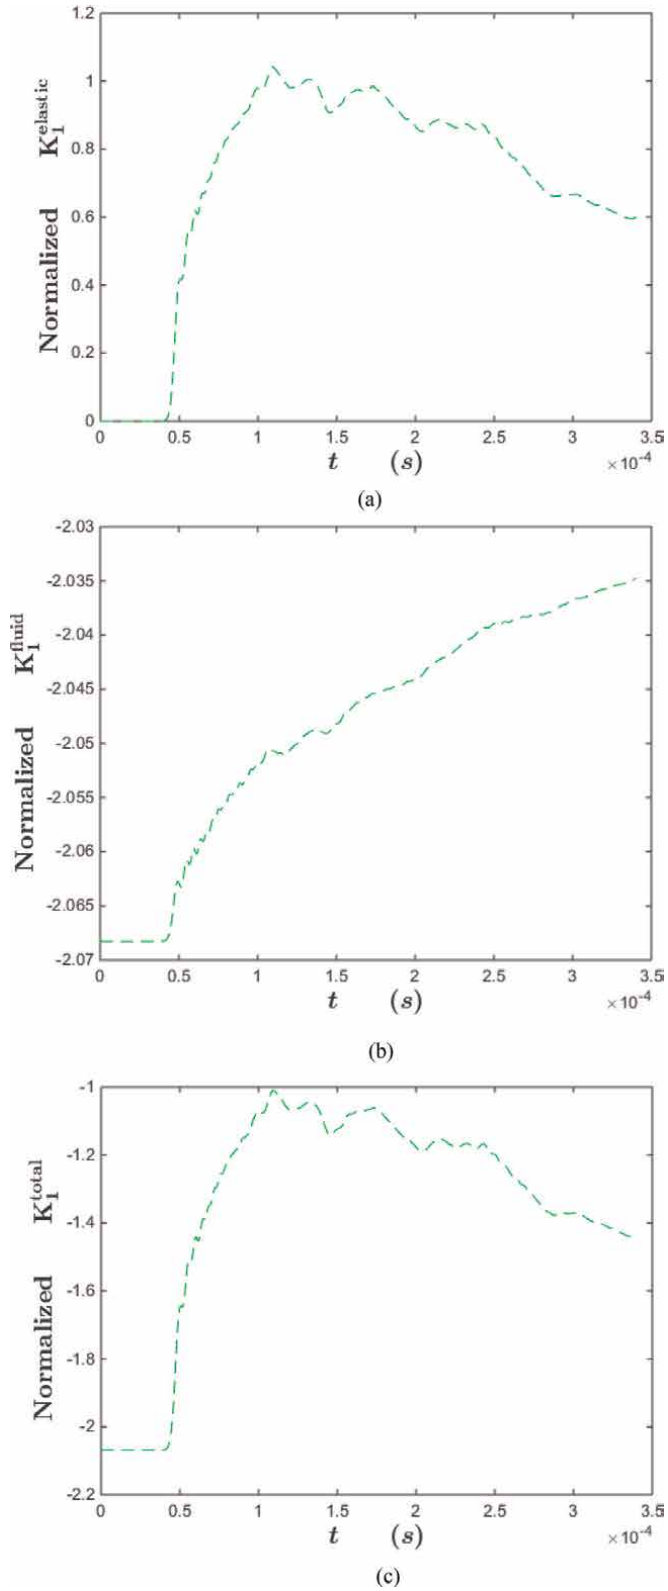 1.2
1
0.8
0.6
0.4
0.2
0
Normalized K₁^elastic
0 0.5 1 1.5 2 2.5 3 3.5
t (s) ×10⁻⁴
(a)
-2.03
-2.035
-2.04
-2.045
-2.05
-2.055
-2.06
-2.065
-2.07
Normalized K₁^fluid
0 0.5 1 1.5 2 2.5 3 3.5
t (s) ×10⁻⁴
(b)
-1
-1.2
-1.4
-1.6
-1.8
-2
-2.2
Normalized K₁^total
0 0.5 1 1.5 2 2.5 3 3.5
t (s) ×10⁻⁴
(c)